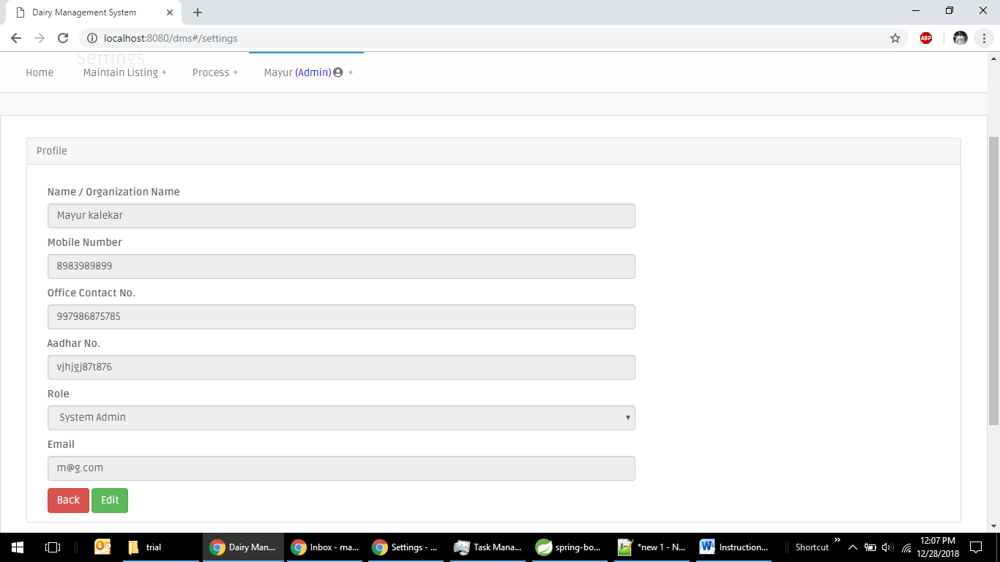 Dairy Management System
localhost:8080/dms#/settings
ABP
Settings
Home Maintain Listing + Process + Mayur (Admin) +
Profile
Name / Organization Name
Mayur kalekar
Mobile Number
8983989899
Office Contact No.
997986875785
Aadhar No.
vjhjgj87t876
Role
System Admin
Email
m@g.com
Back Edit
trial Dairy Man... Inbox - ma... Settings - ... Task Mana... spring-bo... *new 1 - N... Instruction... Shortcut
12:07 PM
12/28/2018